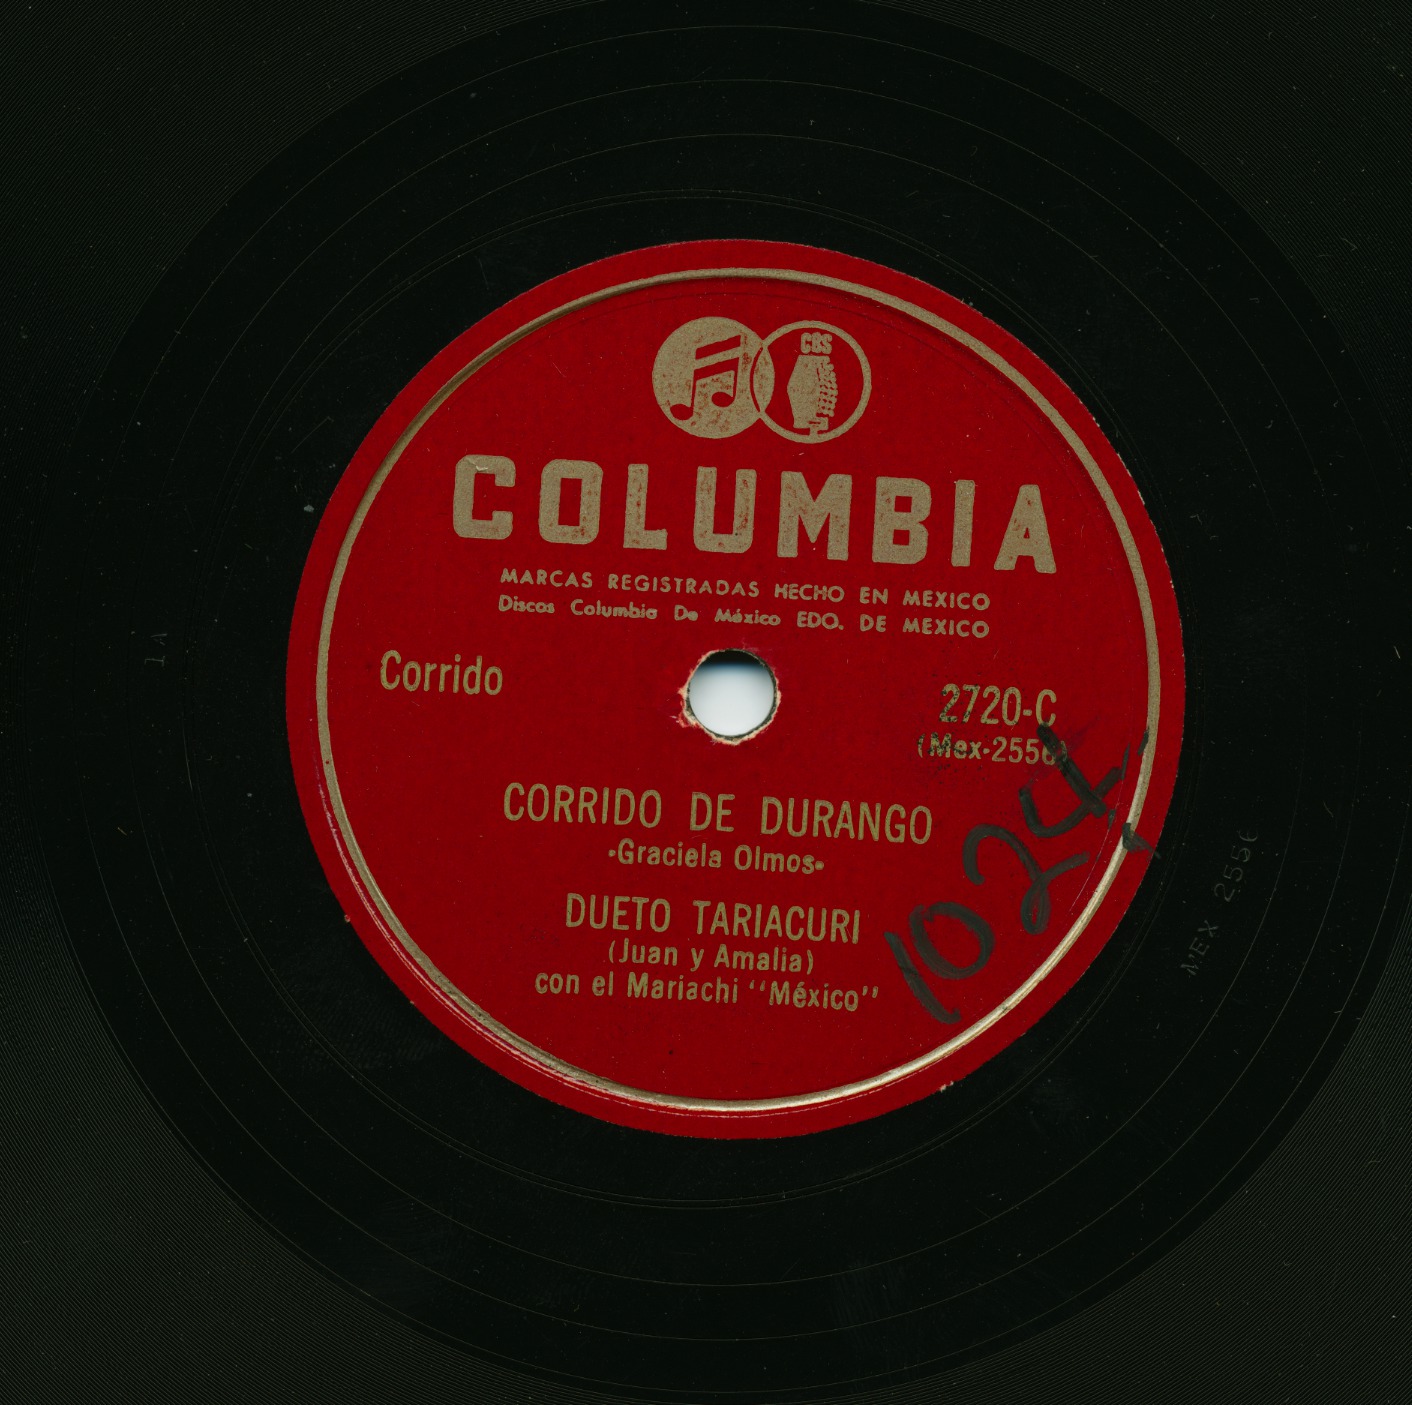 CBS
COLUMBIA
MARCAS REGISTRADAS HECHO EN MEXICO
Discos Columbia De México EDO. DE MEXICO
Corrido
2720-C
(Mex-2556)
CORRIDO DE DURANGO
•Graciela Olmos•
DUETO TARIACURI
(Juan y Amalia)
con el Mariachi "México"
1024
1A
MEX 2556